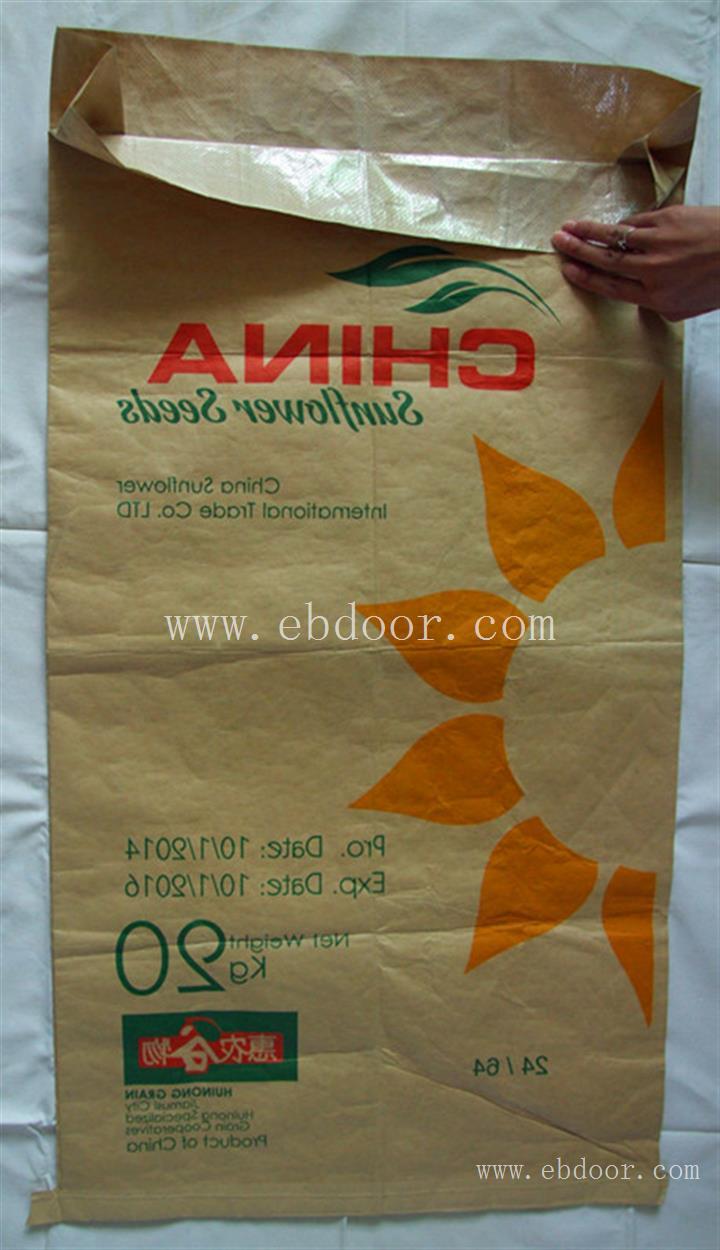 CHINA
Sunflower Seeds
China Sunflower
International Trade Co. LTD
www.ebdoor.com
Pro. Date: 10/1/2014
Exp. Date: 10/1/2016
Net Weight
20 Kg
惠农谷物
HUINONG GRAIN
Jiamusi City
Huinong Specialized
Grain Cooperatives
Product of China
24 / 64
www.ebdoor.com